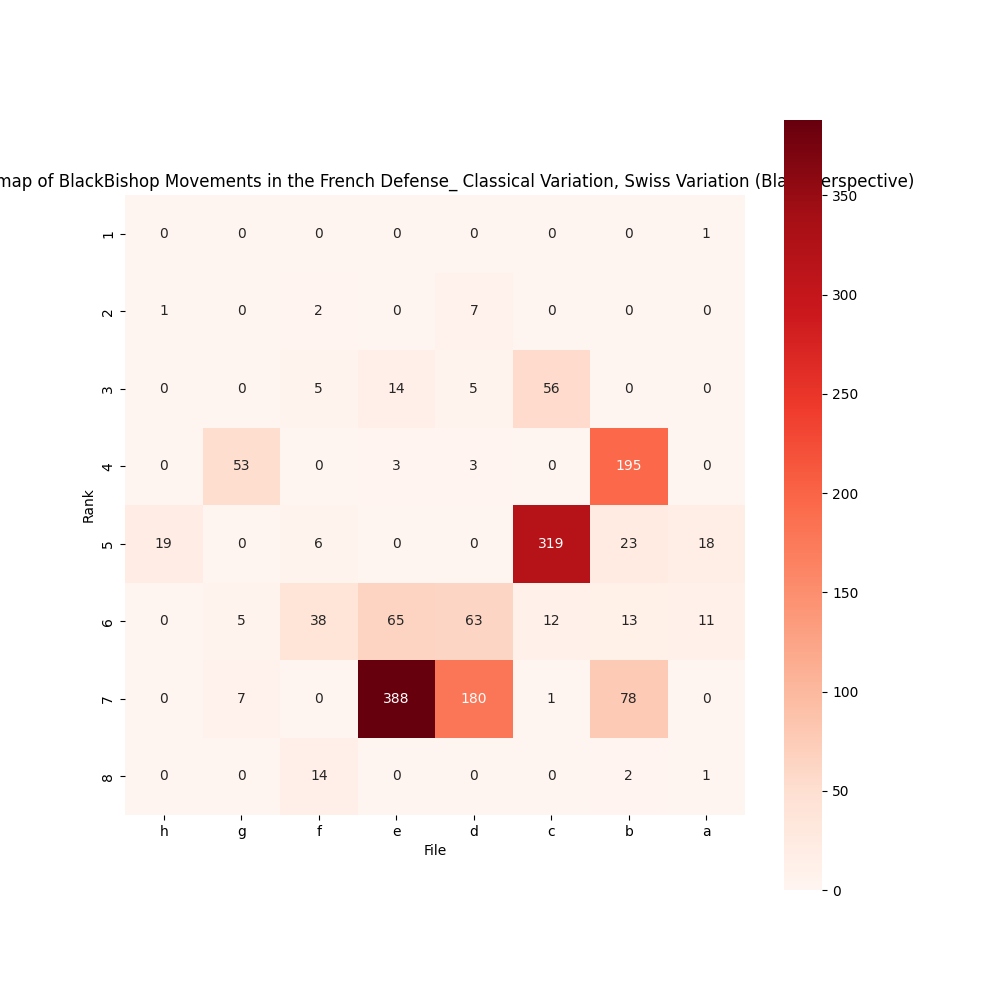 map of BlackBishop Movements in the French Defense_ Classical Variation, Swiss Variation (Bla erspective)
1 0 0 0 0 0 0 0 1
2 1 0 2 0 7 0 0 0
3 0 0 5 14 5 56 0 0
4 0 53 0 3 3 0 195 0
5 19 0 6 0 0 319 23 18
6 0 5 38 65 63 12 13 11
7 0 7 0 388 180 1 78 0
8 0 0 14 0 0 0 2 1
h g f e d c b a
Rank
File
350
300
250
200
150
100
50
0